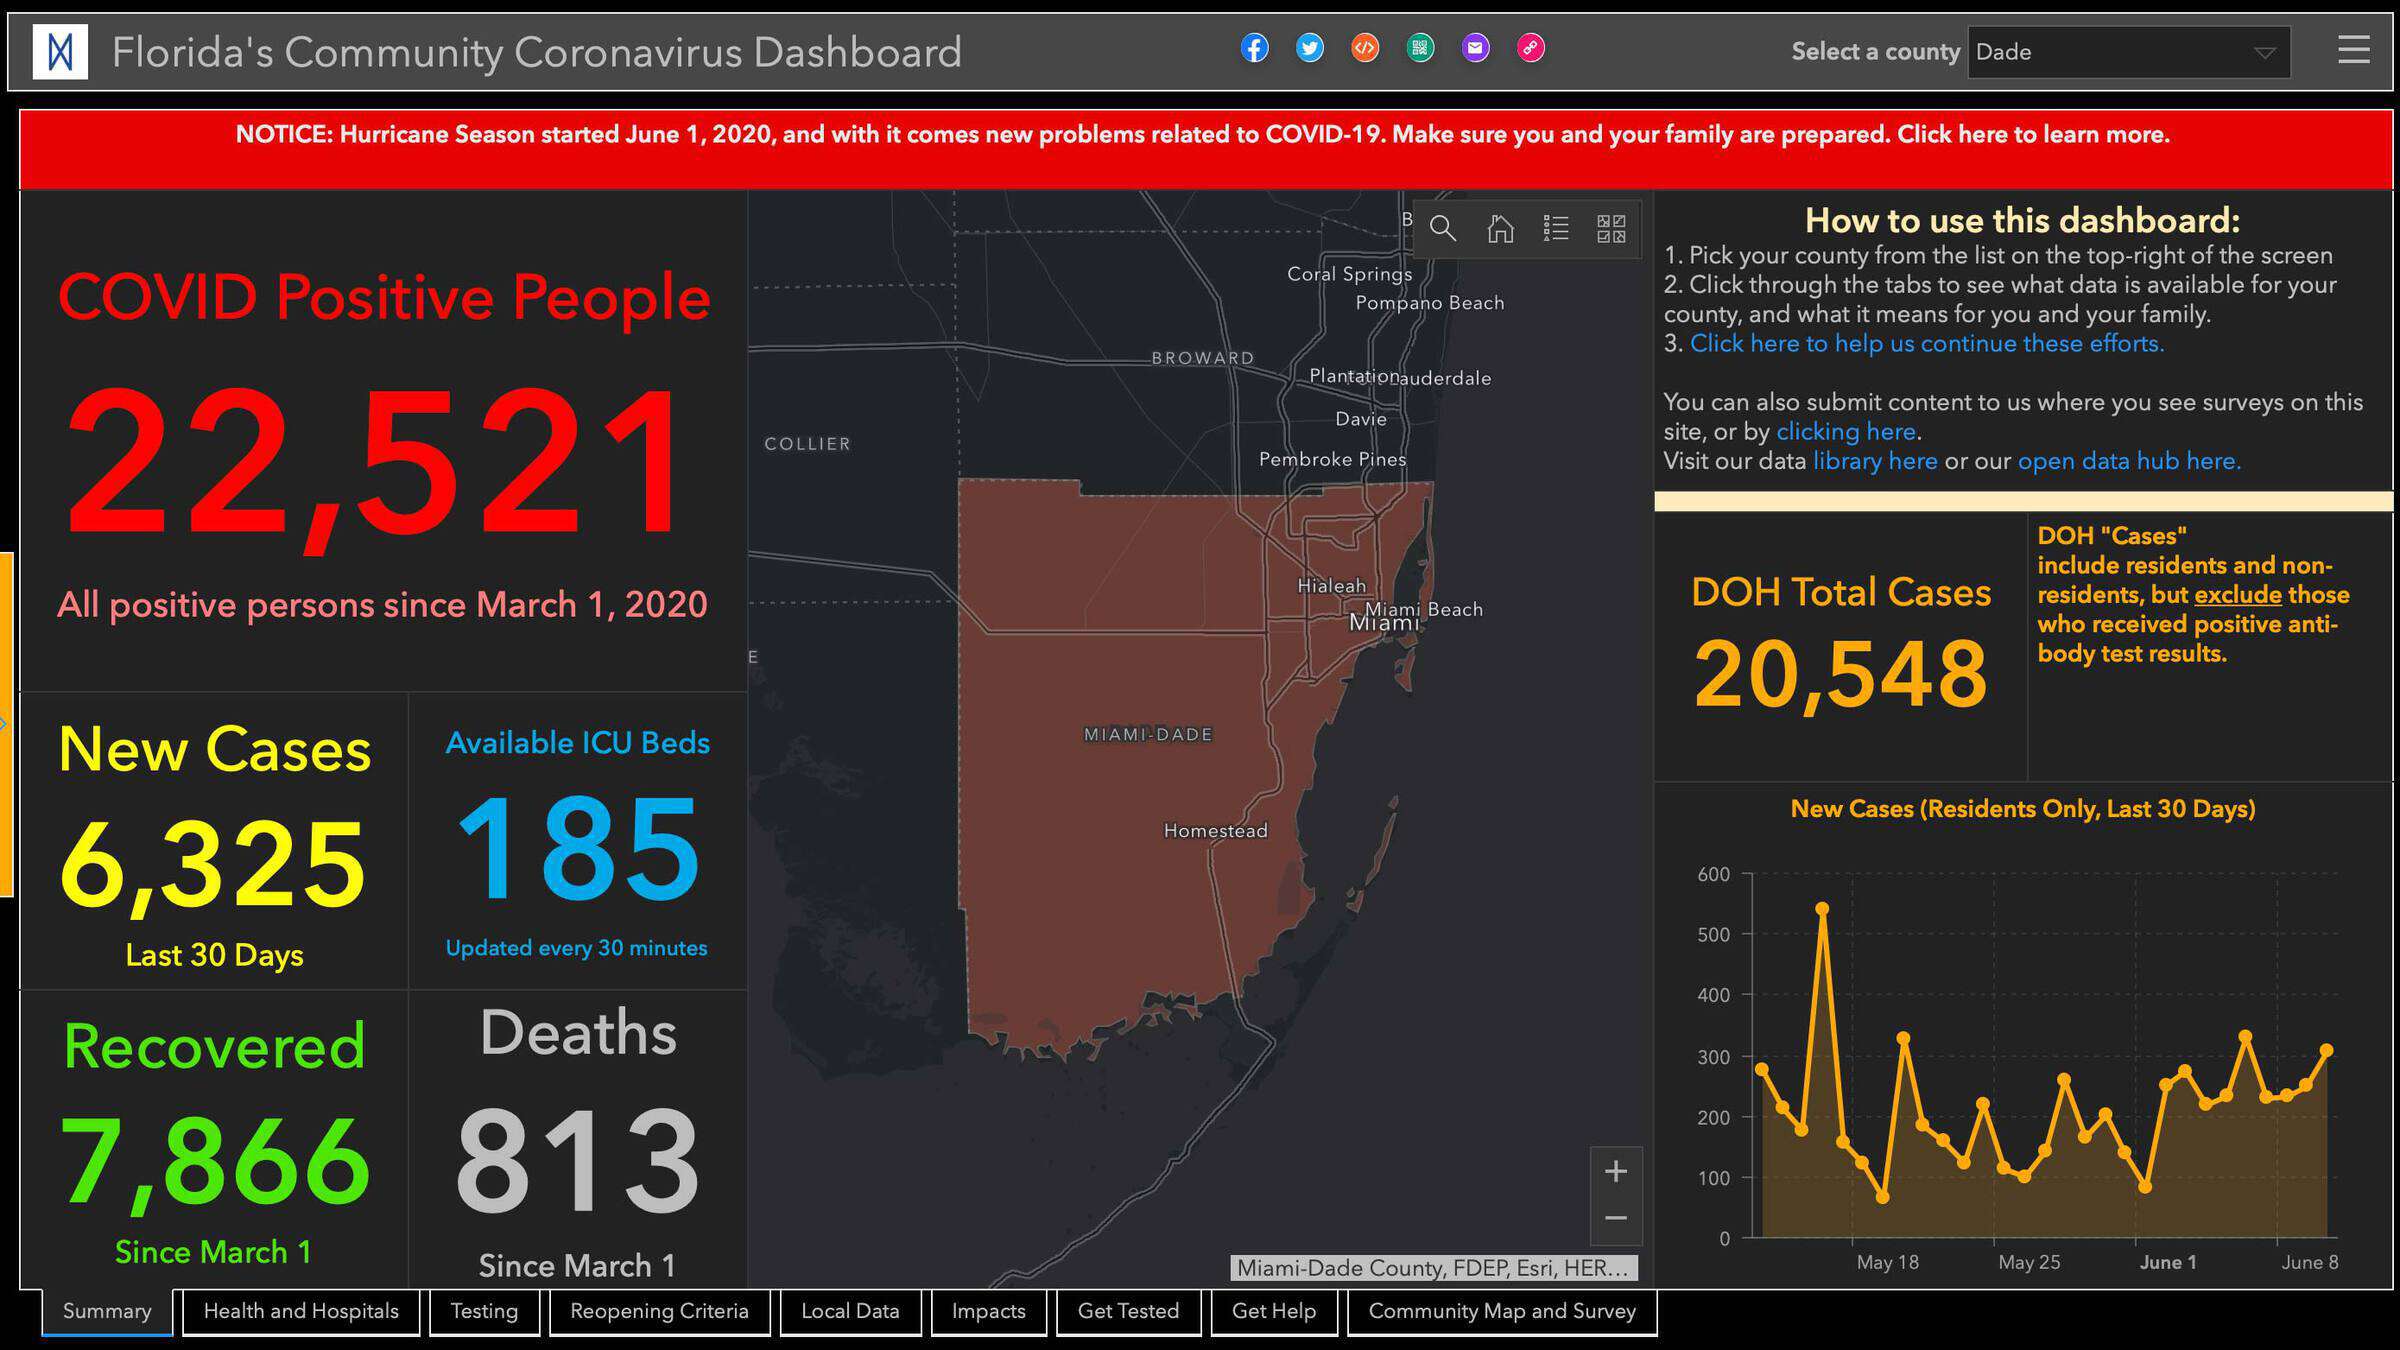 Florida's Community Coronavirus Dashboard
Select a county
Dade
NOTICE: Hurricane Season started June 1, 2020, and with it comes new problems related to COVID-19. Make sure you and your family are prepared. Click here to learn more.
COVID Positive People
22,521
All positive persons since March 1, 2020
New Cases
6,325
Last 30 Days
Available ICU Beds
185
Updated every 30 minutes
Recovered
7,866
Since March 1
Deaths
813
Since March 1
B
Coral Springs
Pompano Beach
BROWARD
Plantation
Lauderdale
Davie
COLLIER
Pembroke Pines
Hialeah
Miami Beach
Miami
E
MIAMI-DADE
Homestead
+
−
Miami-Dade County, FDEP, Esri, HER...
How to use this dashboard:
1. Pick your county from the list on the top-right of the screen
2. Click through the tabs to see what data is available for your
county, and what it means for you and your family.
3. Click here to help us continue these efforts.
You can also submit content to us where you see surveys on this
site, or by clicking here.
Visit our data library here or our open data hub here.
DOH Total Cases
20,548
DOH "Cases"
include residents and non-
residents, but exclude those
who received positive anti-
body test results.
New Cases (Residents Only, Last 30 Days)
600
500
400
300
200
100
0
May 18
May 25
June 1
June 8
Summary
Health and Hospitals
Testing
Reopening Criteria
Local Data
Impacts
Get Tested
Get Help
Community Map and Survey